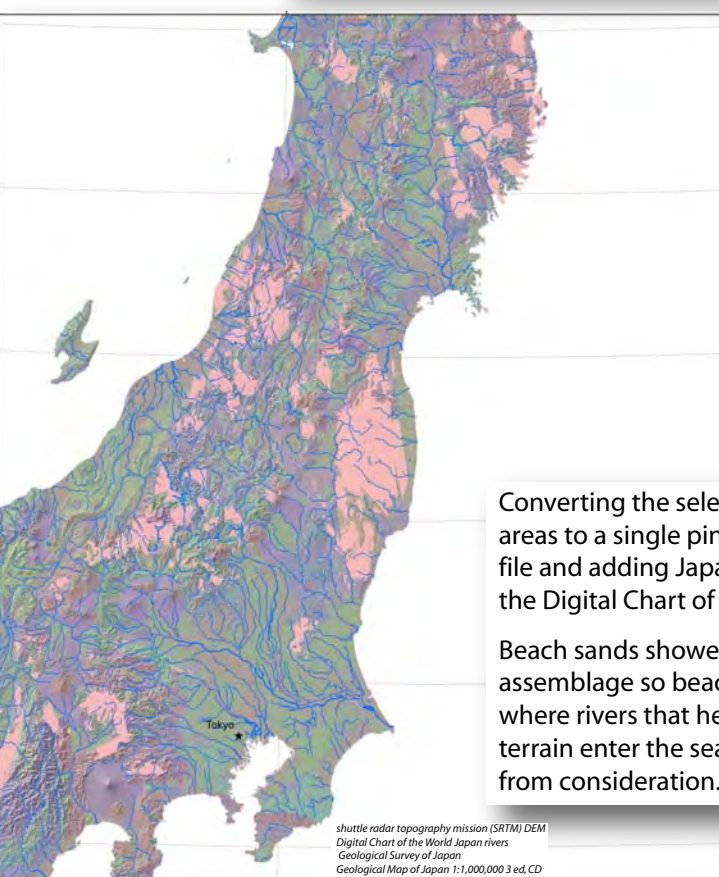 Tokyo
Converting the sele
areas to a single pin
file and adding Japa
the Digital Chart of
Beach sands showe
assemblage so beac
where rivers that he
terrain enter the sea
from consideration.
shuttle radar topography mission (SRTM) DEM
Digital Chart of the World Japan rivers
Geological Survey of Japan
Geological Map of Japan 1:1,000,000 3 ed, CD